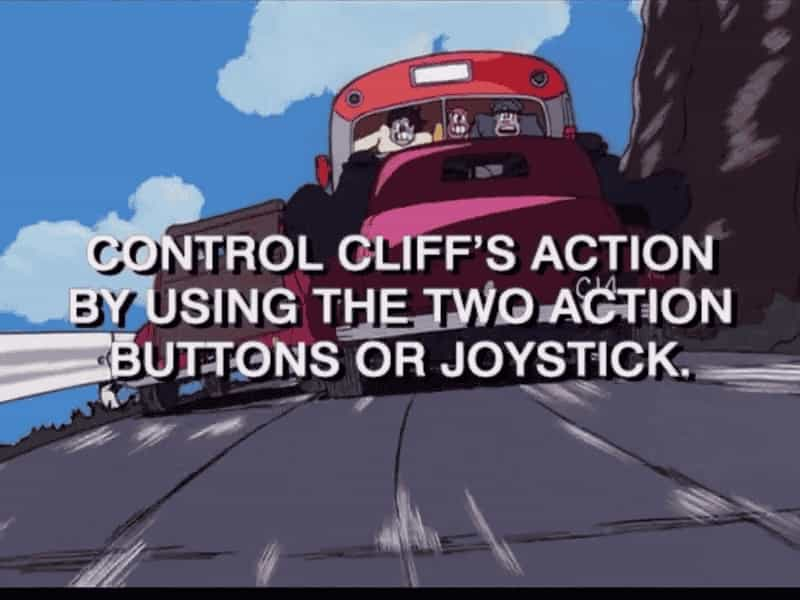 CONTROL CLIFF'S ACTION
BY USING THE TWO ACTION
BUTTONS OR JOYSTICK.